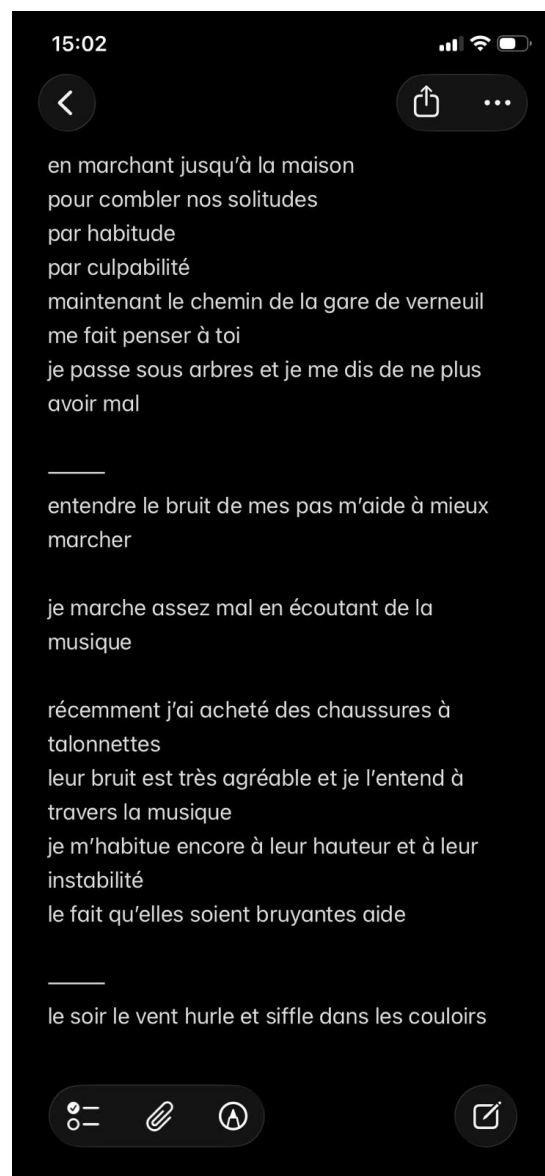 15:02
en marchant jusqu’à la maison
pour combler nos solitudes
par habitude
par culpabilité
maintenant le chemin de la gare de verneuil
me fait penser à toi
je passe sous arbres et je me dis de ne plus
avoir mal
entendre le bruit de mes pas m’aide à mieux
marcher
je marche assez mal en écoutant de la
musique
récemment j’ai acheté des chaussures à
talonnettes
leur bruit est très agréable et je l’entend à
travers la musique
je m’habitue encore à leur hauteur et à leur
instabilité
le fait qu’elles soient bruyantes aide
le soir le vent hurle et siffle dans les couloirs